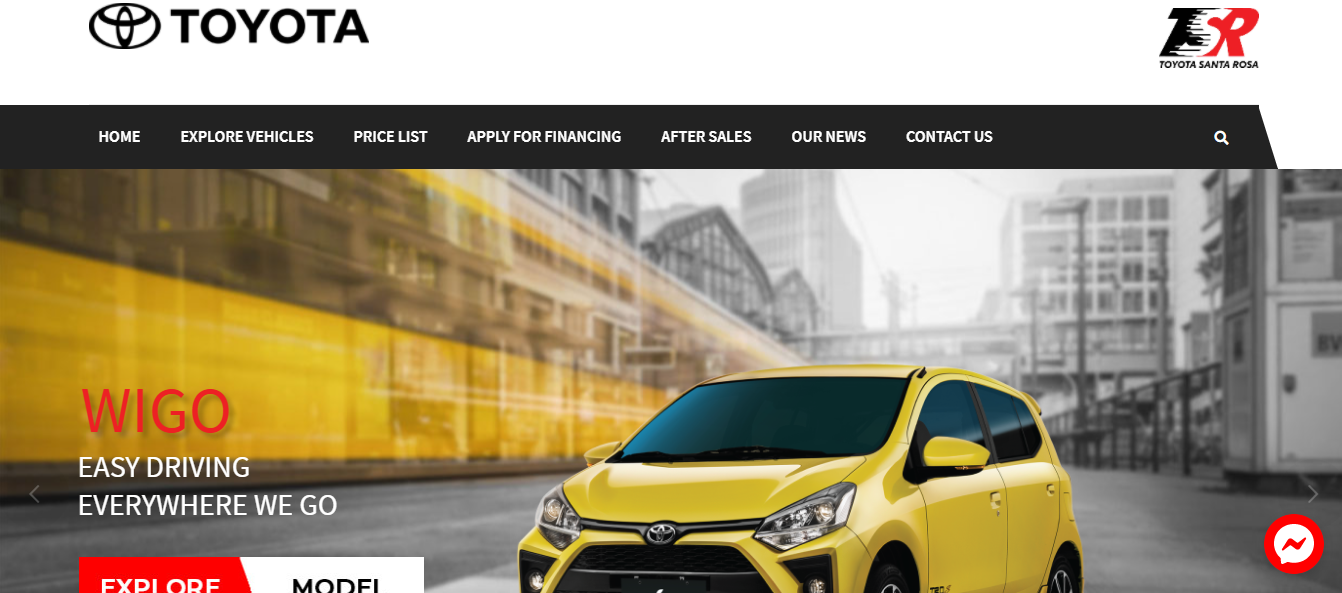 TOYOTA
TSR
TOYOTA SANTA ROSA
HOME EXPLORE VEHICLES PRICE LIST APPLY FOR FINANCING AFTER SALES OUR NEWS CONTACT US
WIGO
EASY DRIVING
EVERYWHERE WE GO
EXPLORE MODEL